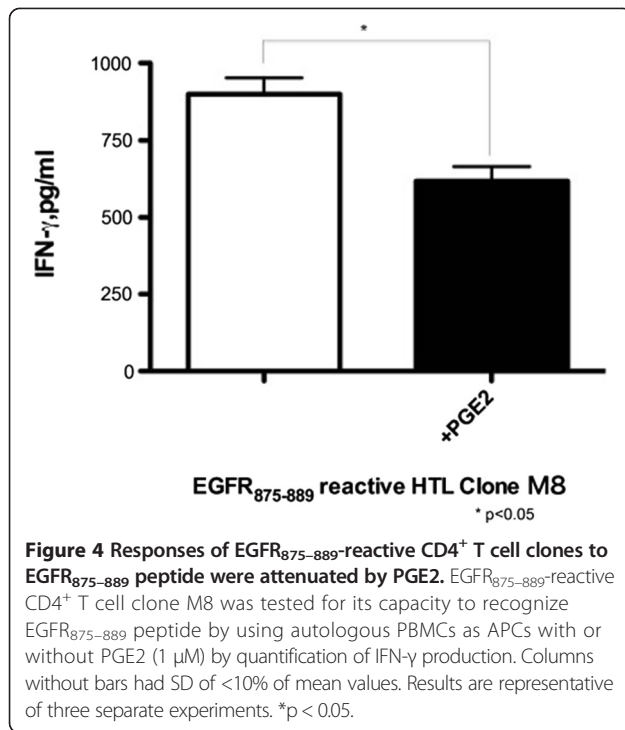 *
1000
750
500
250
0
IFN-γ,pg/ml
+PGE2
EGFR875-889 reactive HTL Clone M8
* p<0.05
Figure 4 Responses of EGFR875–889-reactive CD4+ T cell clones to
EGFR875–889 peptide were attenuated by PGE2. EGFR875–889-reactive
CD4+ T cell clone M8 was tested for its capacity to recognize
EGFR875–889 peptide by using autologous PBMCs as APCs with or
without PGE2 (1 μM) by quantification of IFN-γ production. Columns
without bars had SD of <10% of mean values. Results are representative
of three separate experiments. *p < 0.05.